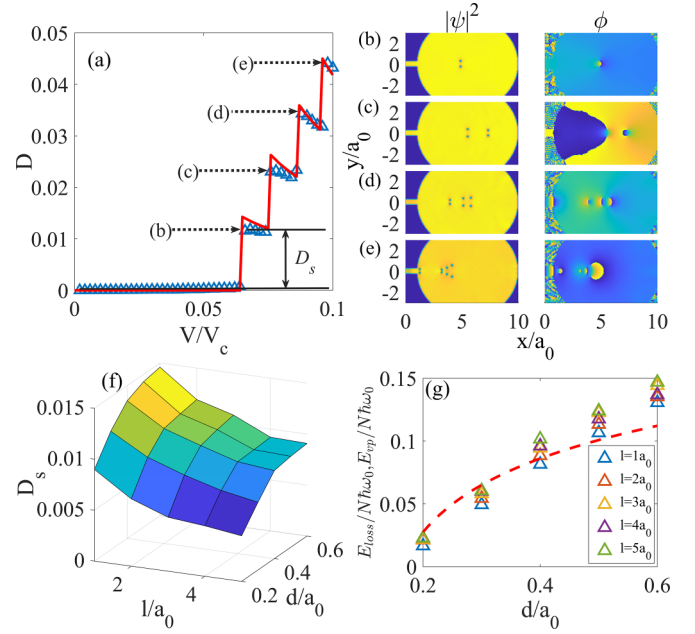 |ψ|² ϕ
(a)
0.05
0.04
0.03
0.02
0.01
0
D
(e)
(d)
(c)
(b)
D_s
0 0.05 0.1
V/V_c
(b) 2 0 -2
(c) 2 0 -2
(d) 2 0 -2
(e) 2 0 -2
y/a_0
0 5 10 0 5 10
x/a_0
(f)
0.015
0.01
0.005
0
D_s
2 4
l/a_0
0.2 0.4 0.6
d/a_0
(g)
0.15
0.1
0.05
0
E_loss/Nħω_0, E_vp/Nħω_0
l=1a_0
l=2a_0
l=3a_0
l=4a_0
l=5a_0
0.2 0.3 0.4 0.5 0.6
d/a_0